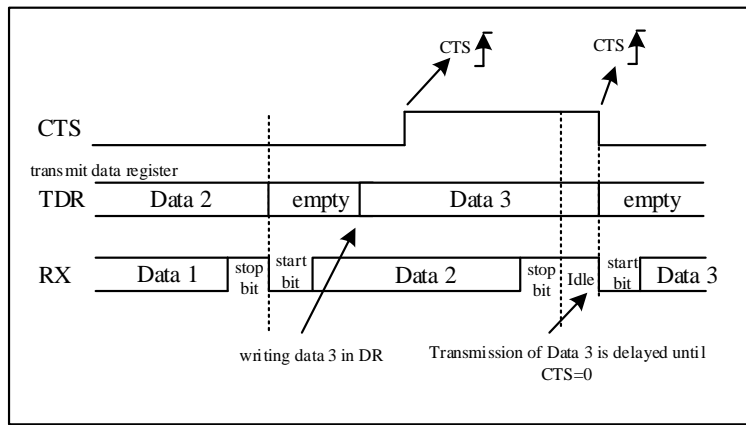 CTS
CTS
CTS
transmit data register
TDR
Data 2
empty
Data 3
empty
RX
Data 1
stop
bit
start
bit
Data 2
stop
bit
Idle
start
bit
Data 3
writing data 3 in DR
Transmission of Data 3 is delayed until
CTS=0